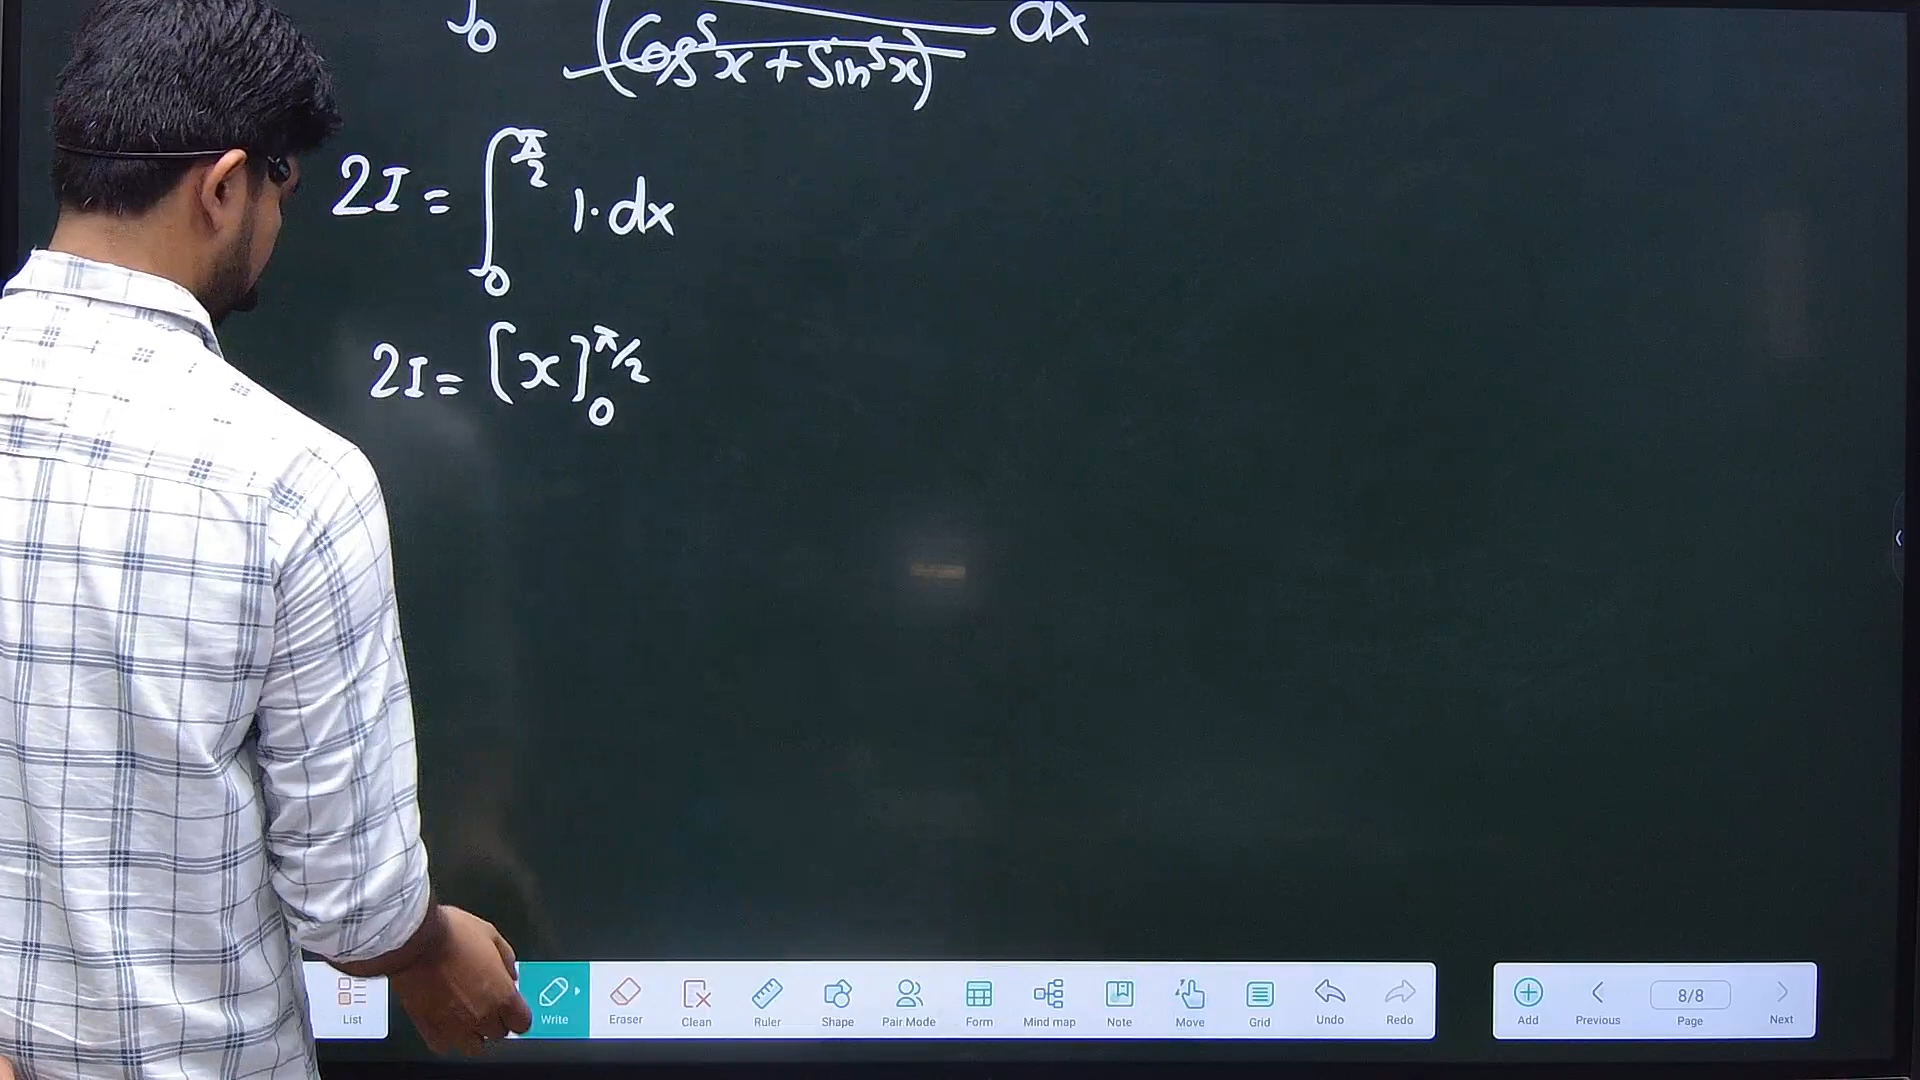 ∫₀ (cos⁵x + sin⁵x) dx
2I = ∫₀^(π/2) 1·dx
2I = [x]₀^(π/2)
List Write Eraser Clean Ruler Shape Pair Mode Form Mind map Note Move Grid Undo Redo Add Previous 8/8 Page Next